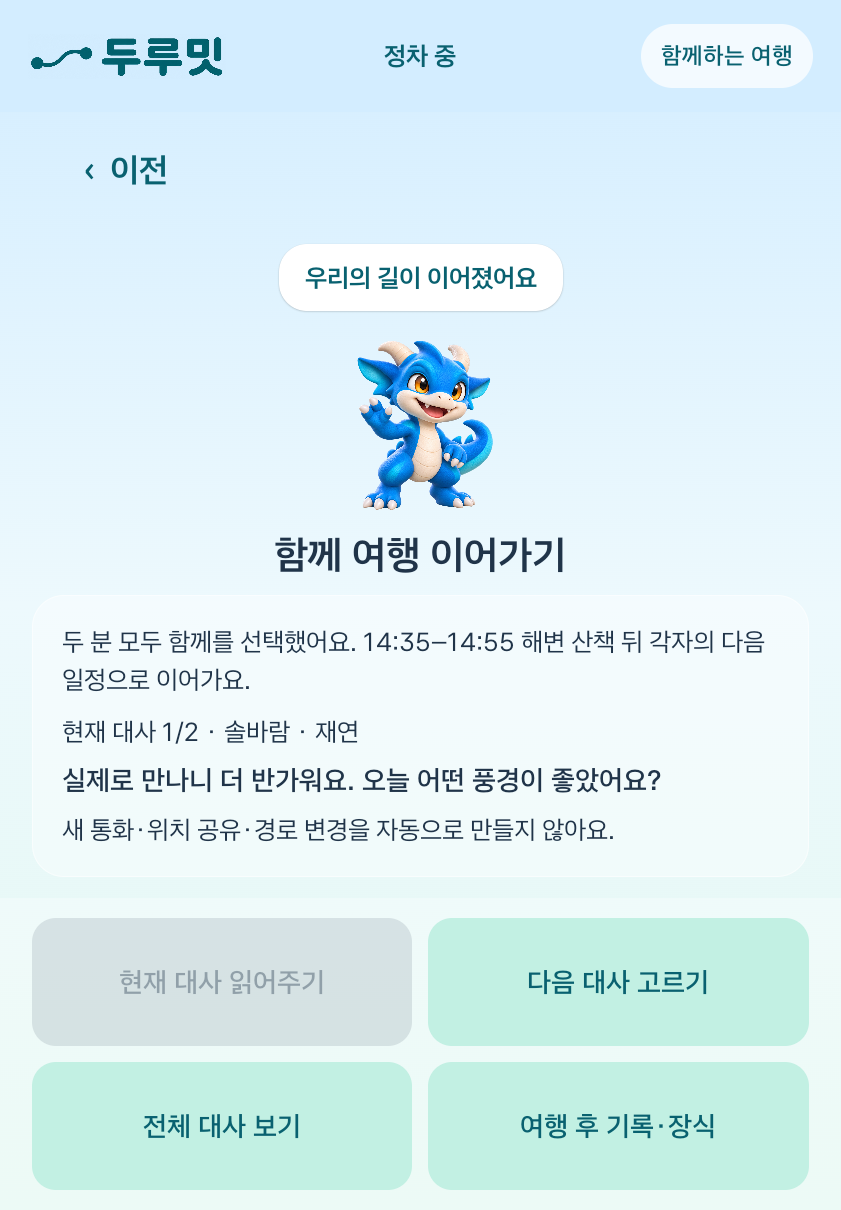 두루밋
정차 중
함께하는 여행
‹ 이전
우리의 길이 이어졌어요
함께 여행 이어가기
두 분 모두 함께를 선택했어요. 14:35–14:55 해변 산책 뒤 각자의 다음
일정으로 이어가요.
현재 대사 1/2 · 솔바람 · 재연
실제로 만나니 더 반가워요. 오늘 어떤 풍경이 좋았어요?
새 통화·위치 공유·경로 변경을 자동으로 만들지 않아요.
현재 대사 읽어주기
다음 대사 고르기
전체 대사 보기
여행 후 기록·장식